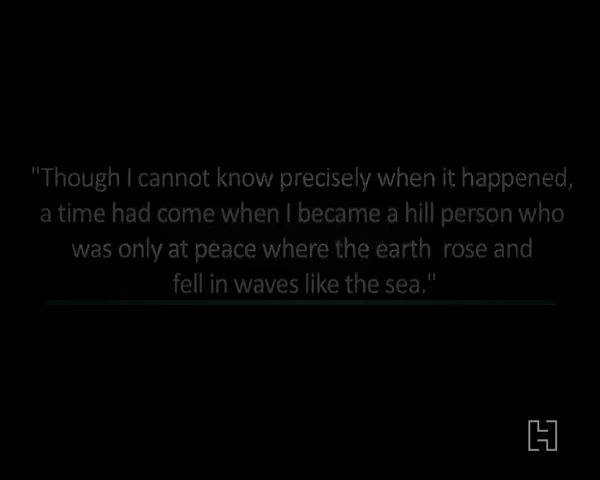 "Though I cannot know precisely when it happened,
a time had come when I became a hill person who
was only at peace where the earth  rose and
fell in waves like the sea."